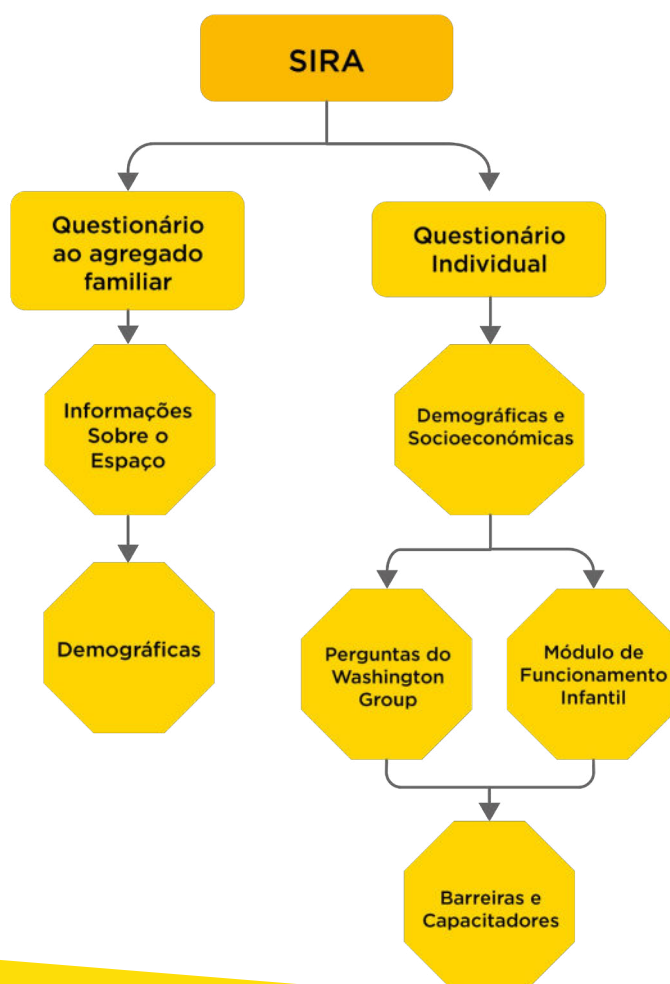 SIRA
Questionário
ao agregado
familiar
Questionário
Individual
Informações
Sobre o
Espaço
Demográficas e
Socioeconómicas
Demográficas
Perguntas do
Washington
Group
Módulo de
Funcionamento
Infantil
Barreiras e
Capacitadores